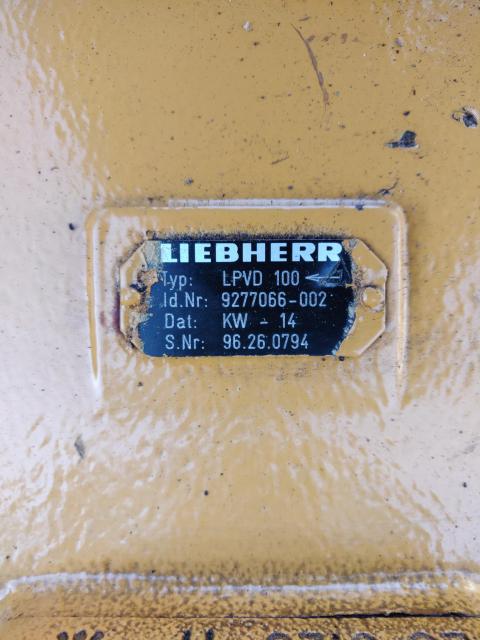 LIEBHERR
Typ: LPVD 100 ←
Id.Nr: 9277066-002
Dat: KW - 14
S.Nr: 96.26.0794